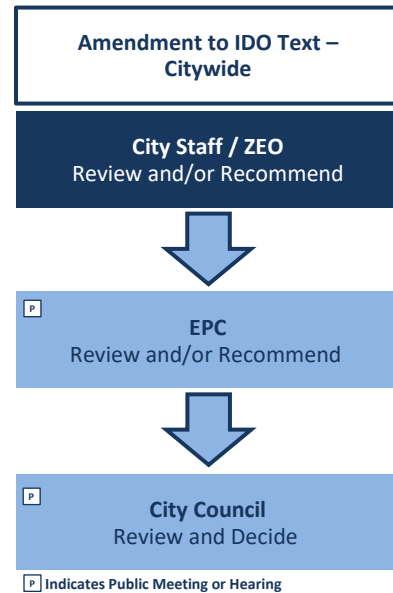 Amendment to IDO Text –
Citywide
City Staff / ZEO
Review and/or Recommend
P
EPC
Review and/or Recommend
P
City Council
Review and Decide
P Indicates Public Meeting or Hearing